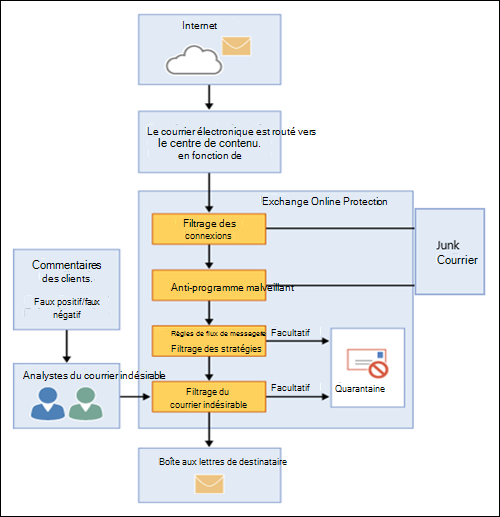 Internet
Le courrier électronique est routé vers
le centre de contenu.
en fonction de
Exchange Online Protection
Filtrage des
connexions
Junk
Courrier
Commentaires
des clients.
Faux positif/faux
négatif
Anti-programme malveillant
Règles de flux de messagerie
Filtrage des stratégies
Facultatif
Quarantaine
Analystes du courrier indésirable
Filtrage du
courrier indésirable
Facultatif
Boîte aux lettres de destinataire